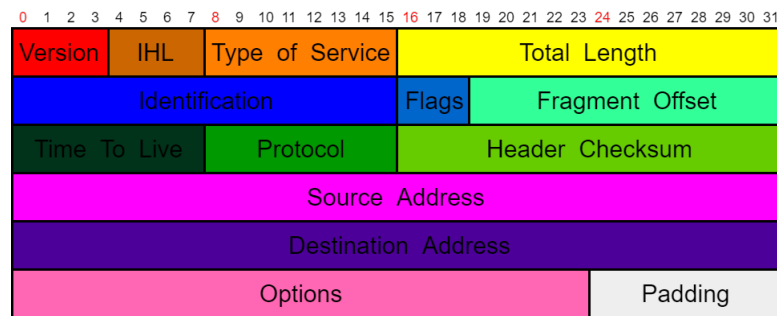 0 1 2 3 4 5 6 7 8 9 10 11 12 13 14 15 16 17 18 19 20 21 22 23 24 25 26 27 28 29 30 31
Version IHL Type of Service Total Length
Identification Flags Fragment Offset
Time To Live Protocol Header Checksum
Source Address
Destination Address
Options Padding